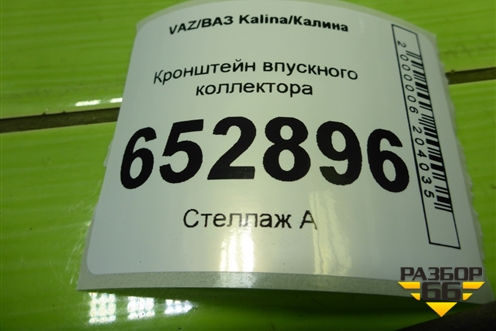 VAZ/ВАЗ Kalina/Калина
Кронштейн впускного
коллектора
652896
Стеллаж А
2000006204035
РАЗБОР
66